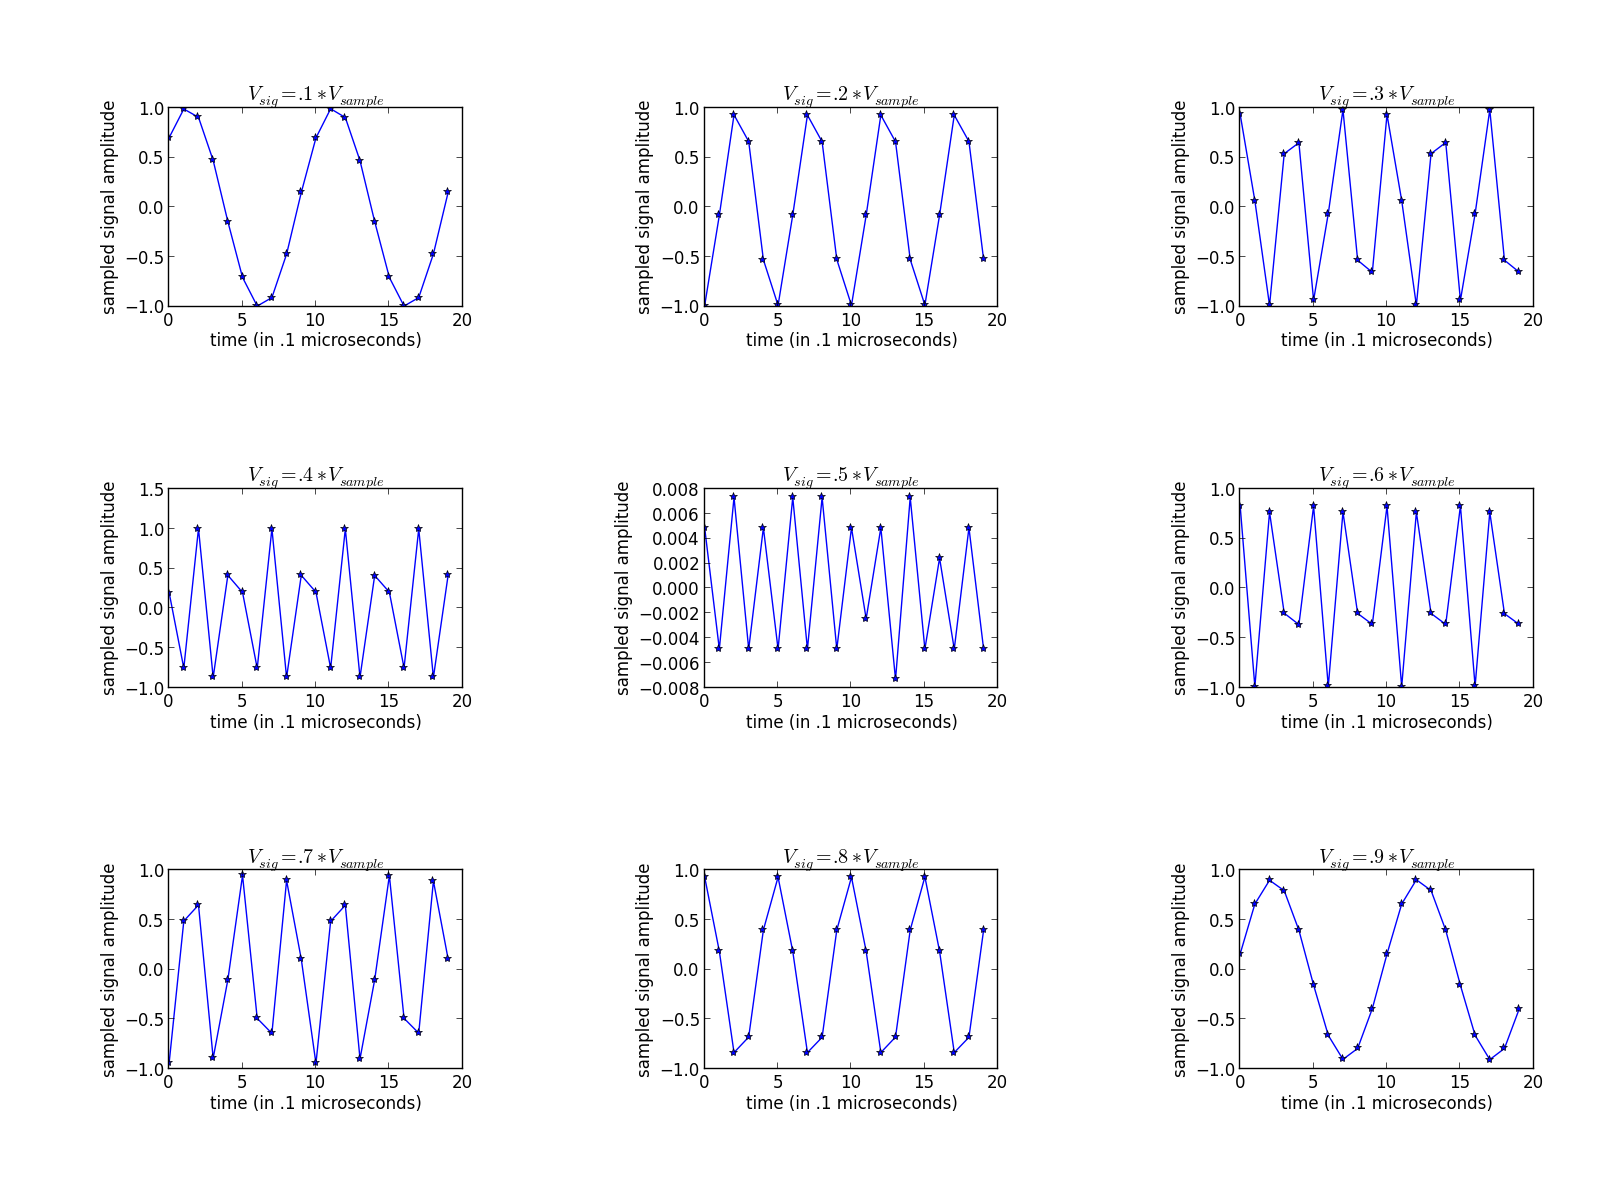 V_sig = .1 * V_sample
sampled signal amplitude
1.0
0.5
0.0
−0.5
−1.0
0 5 10 15 20
time (in .1 microseconds)
V_sig = .2 * V_sample
sampled signal amplitude
1.0
0.5
0.0
−0.5
−1.0
0 5 10 15 20
time (in .1 microseconds)
V_sig = .3 * V_sample
sampled signal amplitude
1.0
0.5
0.0
−0.5
−1.0
0 5 10 15 20
time (in .1 microseconds)
V_sig = .4 * V_sample
sampled signal amplitude
1.5
1.0
0.5
0.0
−0.5
−1.0
0 5 10 15 20
time (in .1 microseconds)
V_sig = .5 * V_sample
sampled signal amplitude
0.008
0.006
0.004
0.002
0.000
−0.002
−0.004
−0.006
−0.008
0 5 10 15 20
time (in .1 microseconds)
V_sig = .6 * V_sample
sampled signal amplitude
1.0
0.5
0.0
−0.5
−1.0
0 5 10 15 20
time (in .1 microseconds)
V_sig = .7 * V_sample
sampled signal amplitude
1.0
0.5
0.0
−0.5
−1.0
0 5 10 15 20
time (in .1 microseconds)
V_sig = .8 * V_sample
sampled signal amplitude
1.0
0.5
0.0
−0.5
−1.0
0 5 10 15 20
time (in .1 microseconds)
V_sig = .9 * V_sample
sampled signal amplitude
1.0
0.5
0.0
−0.5
−1.0
0 5 10 15 20
time (in .1 microseconds)